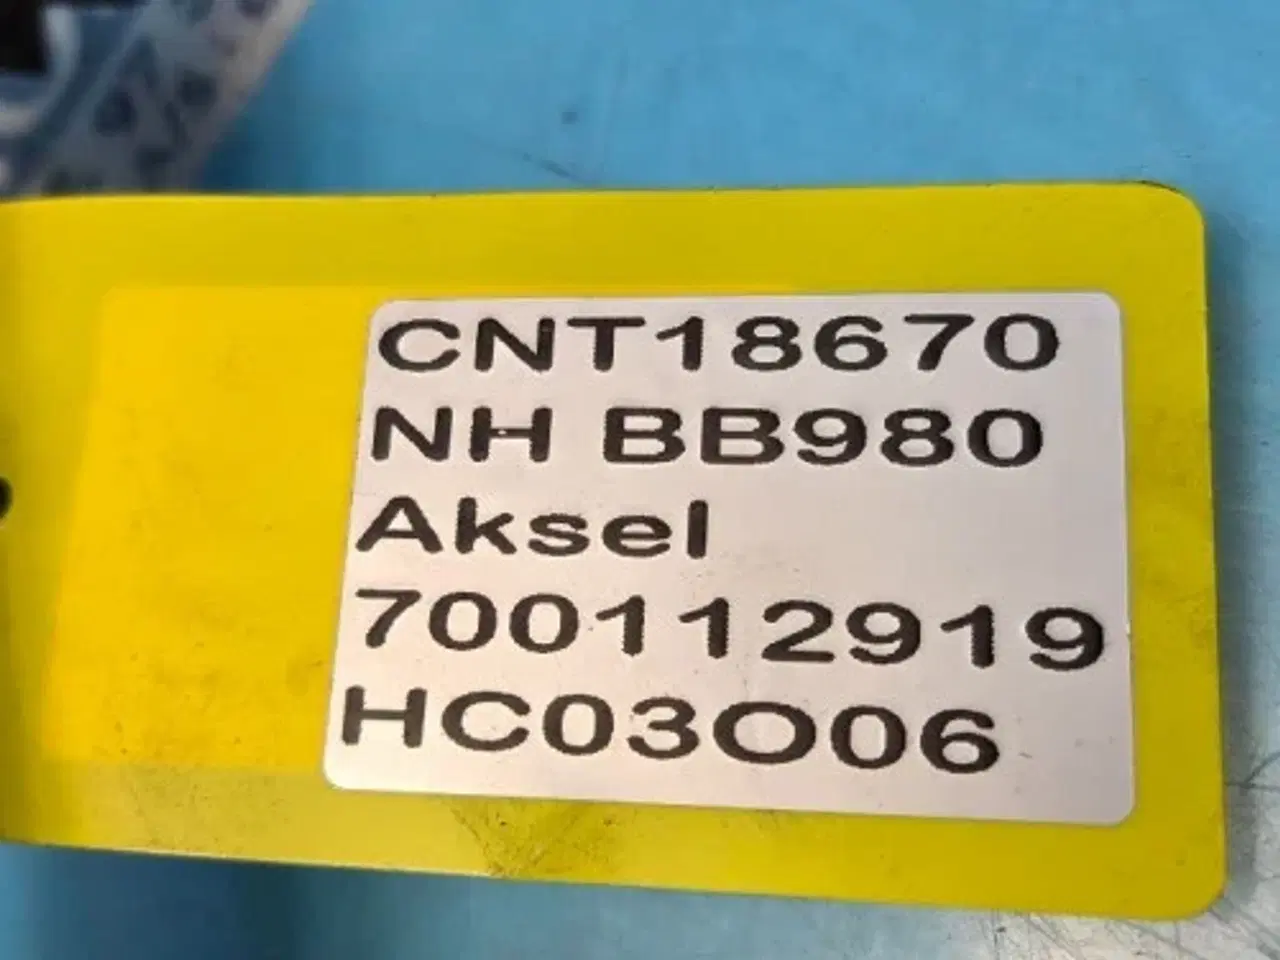 CNT18670
NH BB980
Aksel
700112919
HC03O06